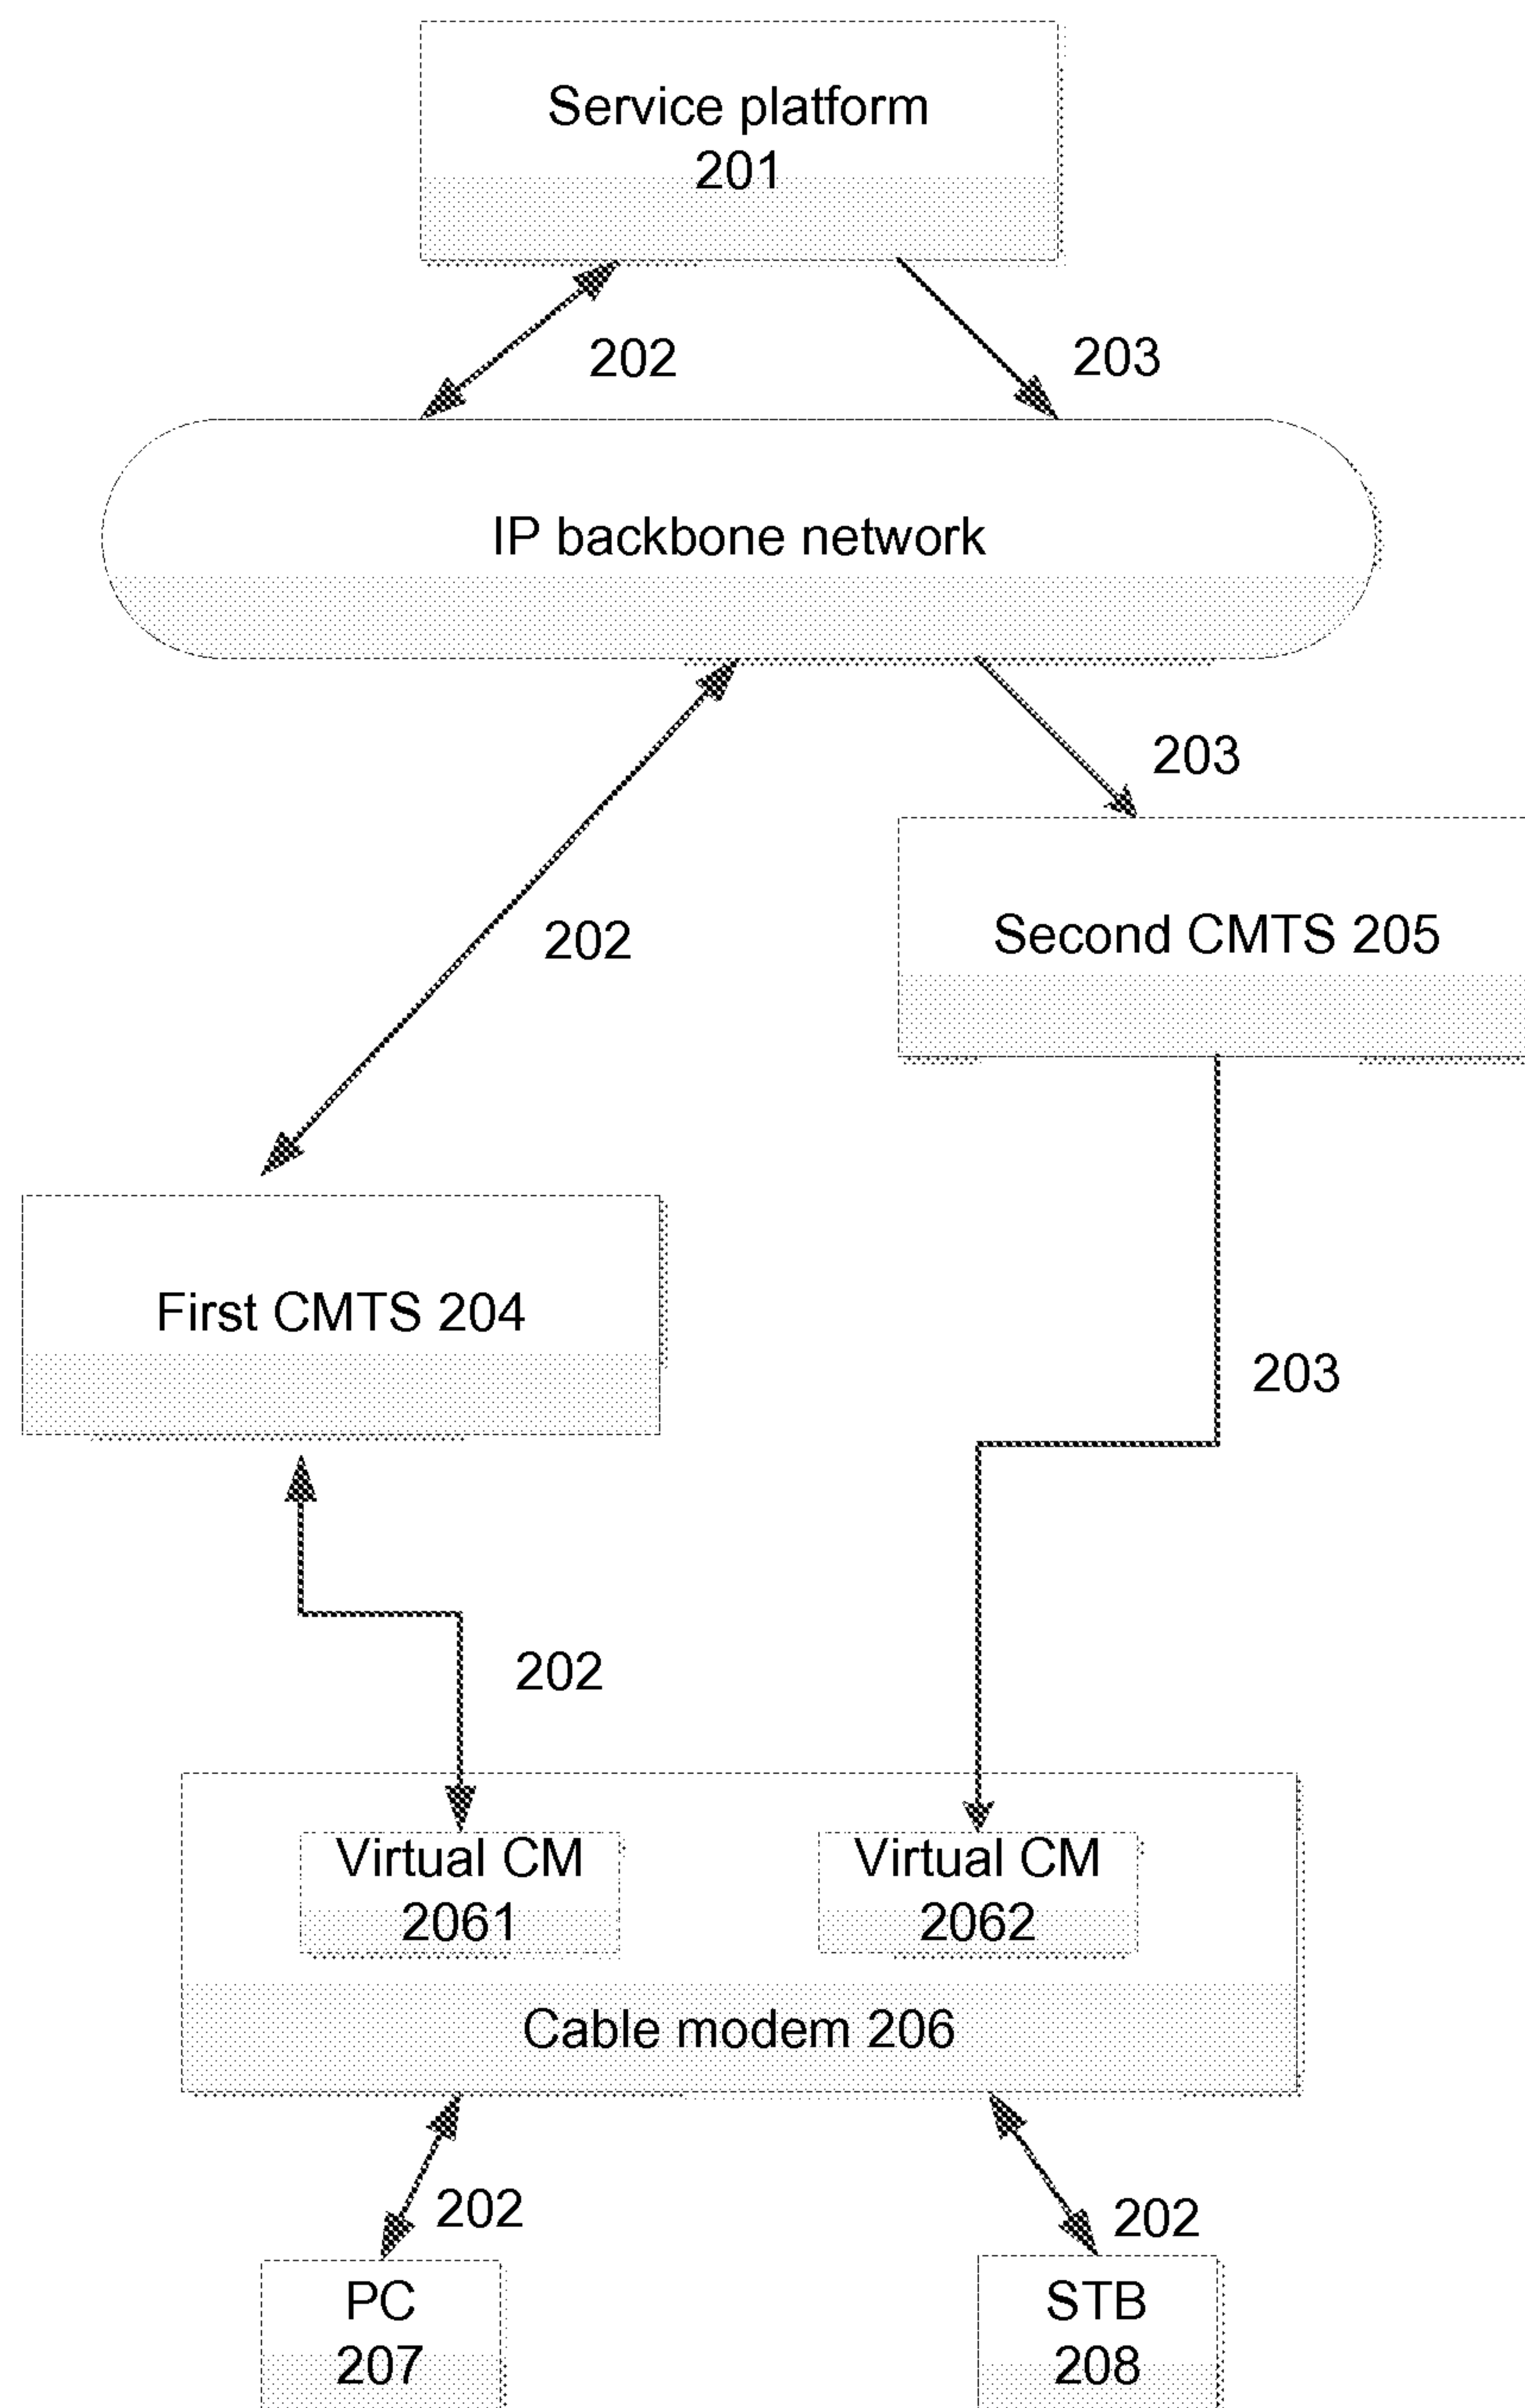 Service platform
201
202
203
IP backbone network
203
202
Second CMTS 205
First CMTS 204
203
202
Virtual CM
2061
Virtual CM
2062
Cable modem 206
202
202
PC
207
STB
208